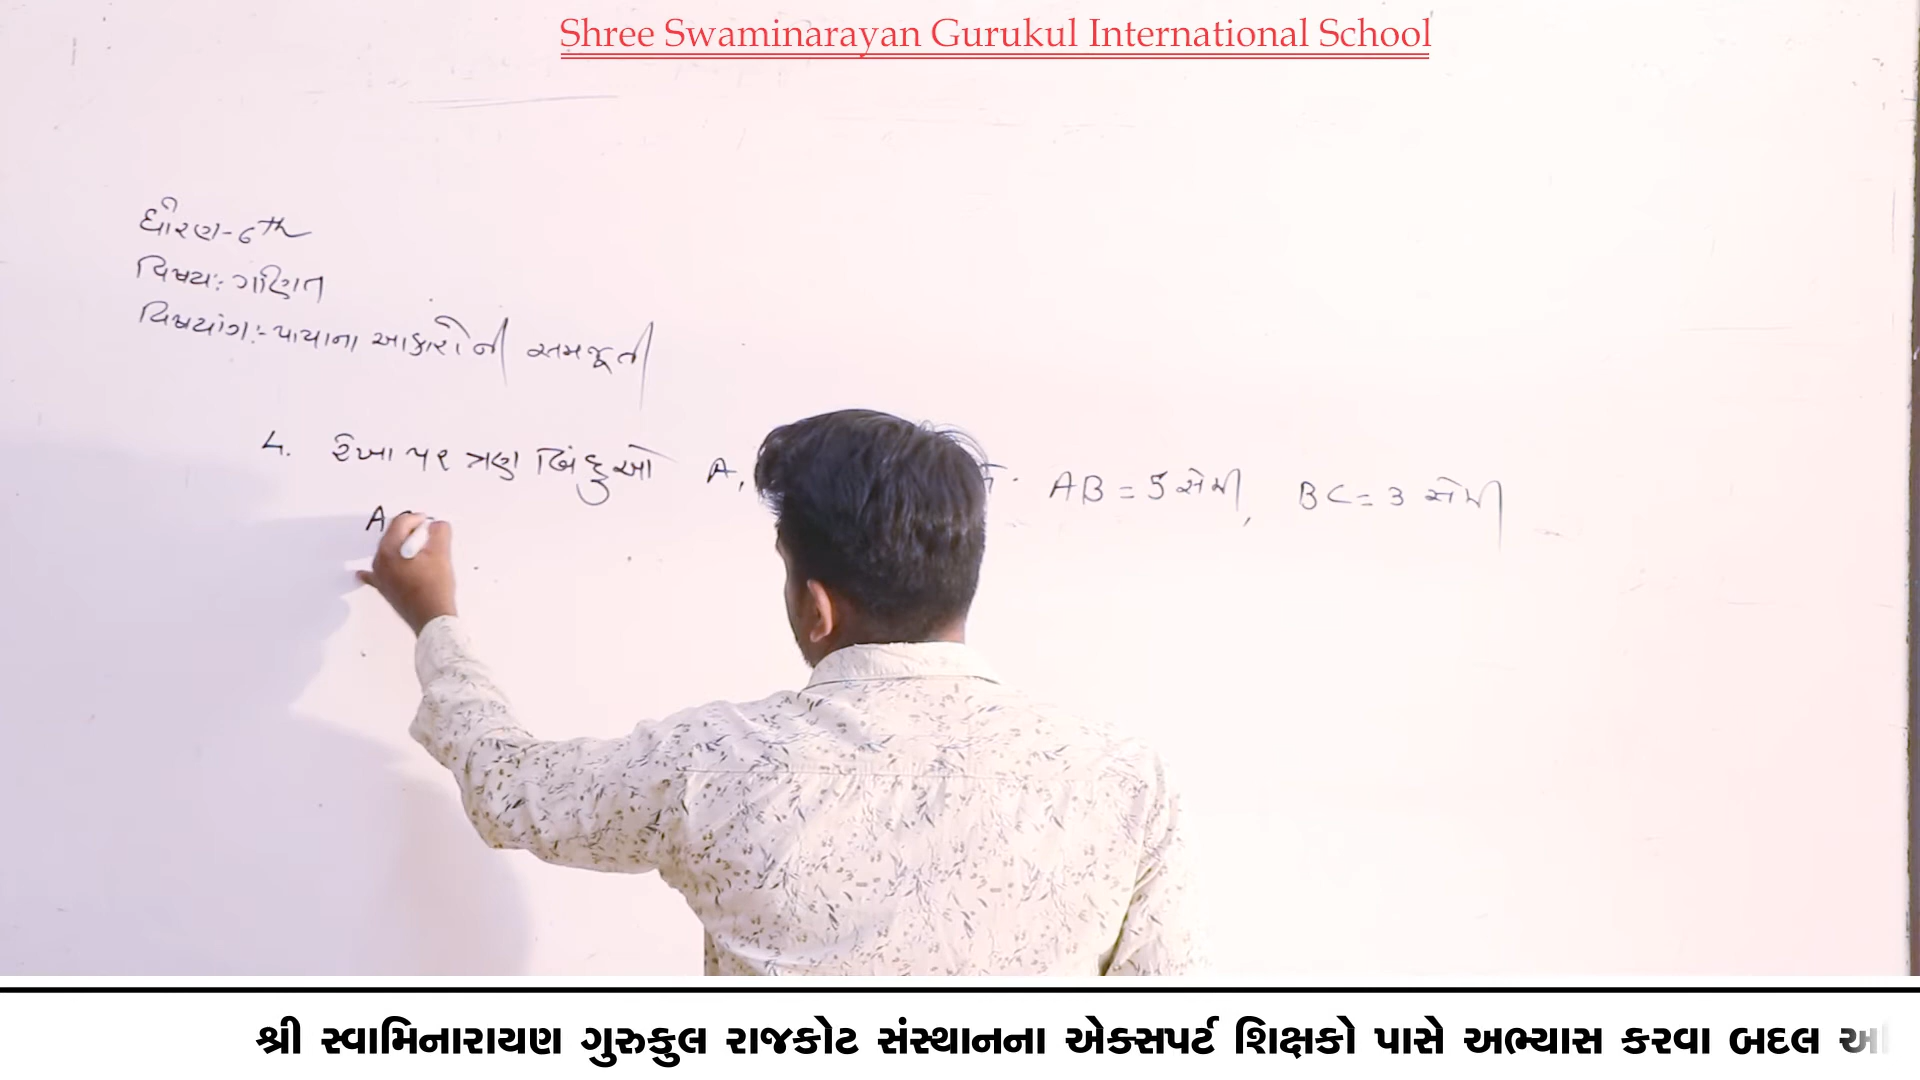 Shree Swaminarayan Gurukul International School
ધોરણ-6th
વિષય: ગણિત
વિષયાંગ:- પાયાના આકારોની સમજૂતી
4. રેખા પર ત્રણ બિંદુઓ A, AB = 5 સેમી, BC = 3 સેમી
શ્રી સ્વામિનારાયણ ગુરુકુલ રાજકોટ સંસ્થાનના એક્સપર્ટ શિક્ષકો પાસે અભ્યાસ કરવા બદલ